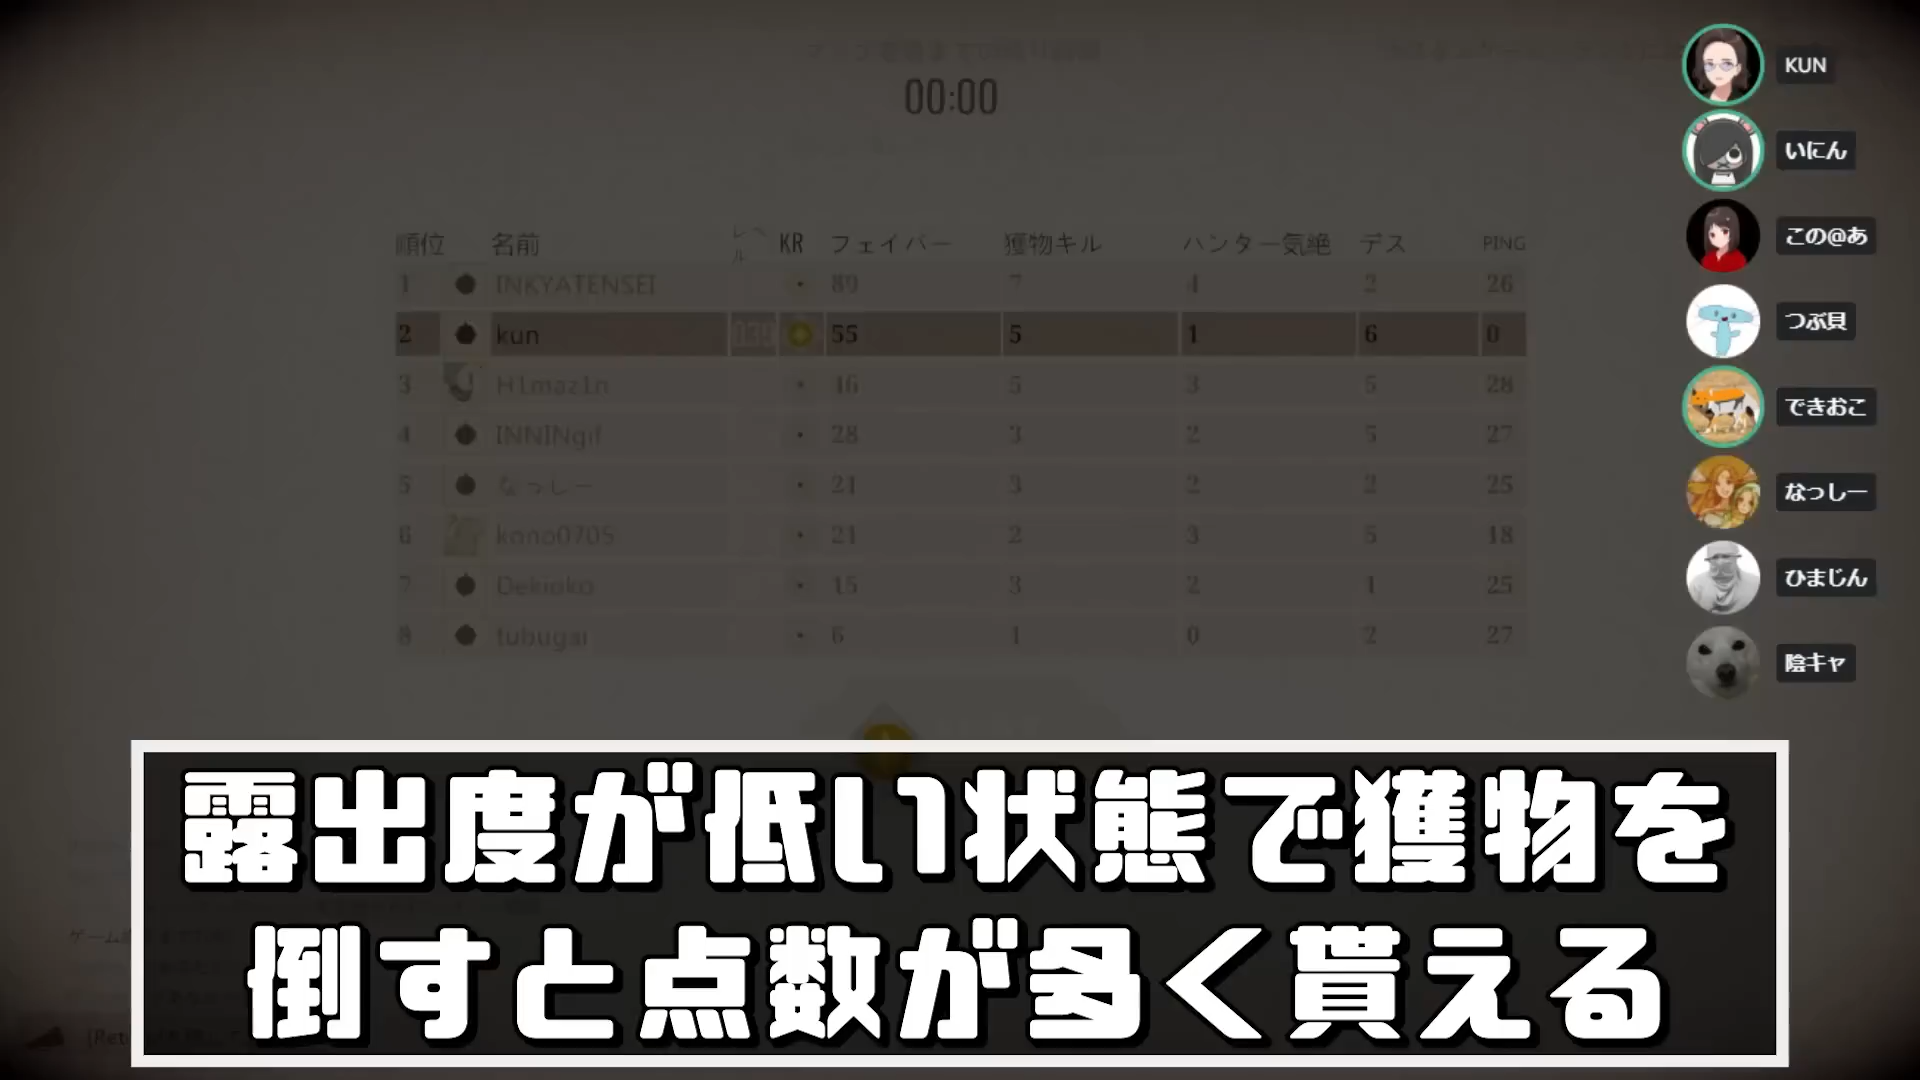 00:00
KUN
いにん
この@あ
つぶ貝
できおこ
なっしー
ひまじん
陰キャ
順位 名前 レベル KR フェイバー 獲物キル ハンター気絶 デス PING
1 INKYATENSEI 89 7 4 2 26
2 kun 55 5 1 6 0
3 H1maz1n 5 3 5 28
4 INNINgif 28 3 2 5 27
5 なっしー 21 3 2 2 25
6 kono0705 21 2 3 5 18
7 15 3 2 1 25
8 tubugai 6 1 0 2 27
露出度が低い状態で獲物を
倒すと点数が多く貰える